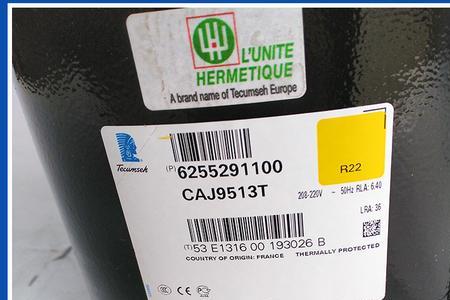 L'UNITE
HERMETIQUE
A brand name of Tecumseh Europe
Tecumseh
(P) 6255291100
CAJ9513T
R22
208-220V ~ 50Hz RLA: 6.40
LRA: 36
(T) 53 E1316 00 193026 B
COUNTRY OF ORIGIN: FRANCE THERMALLY PROTECTED